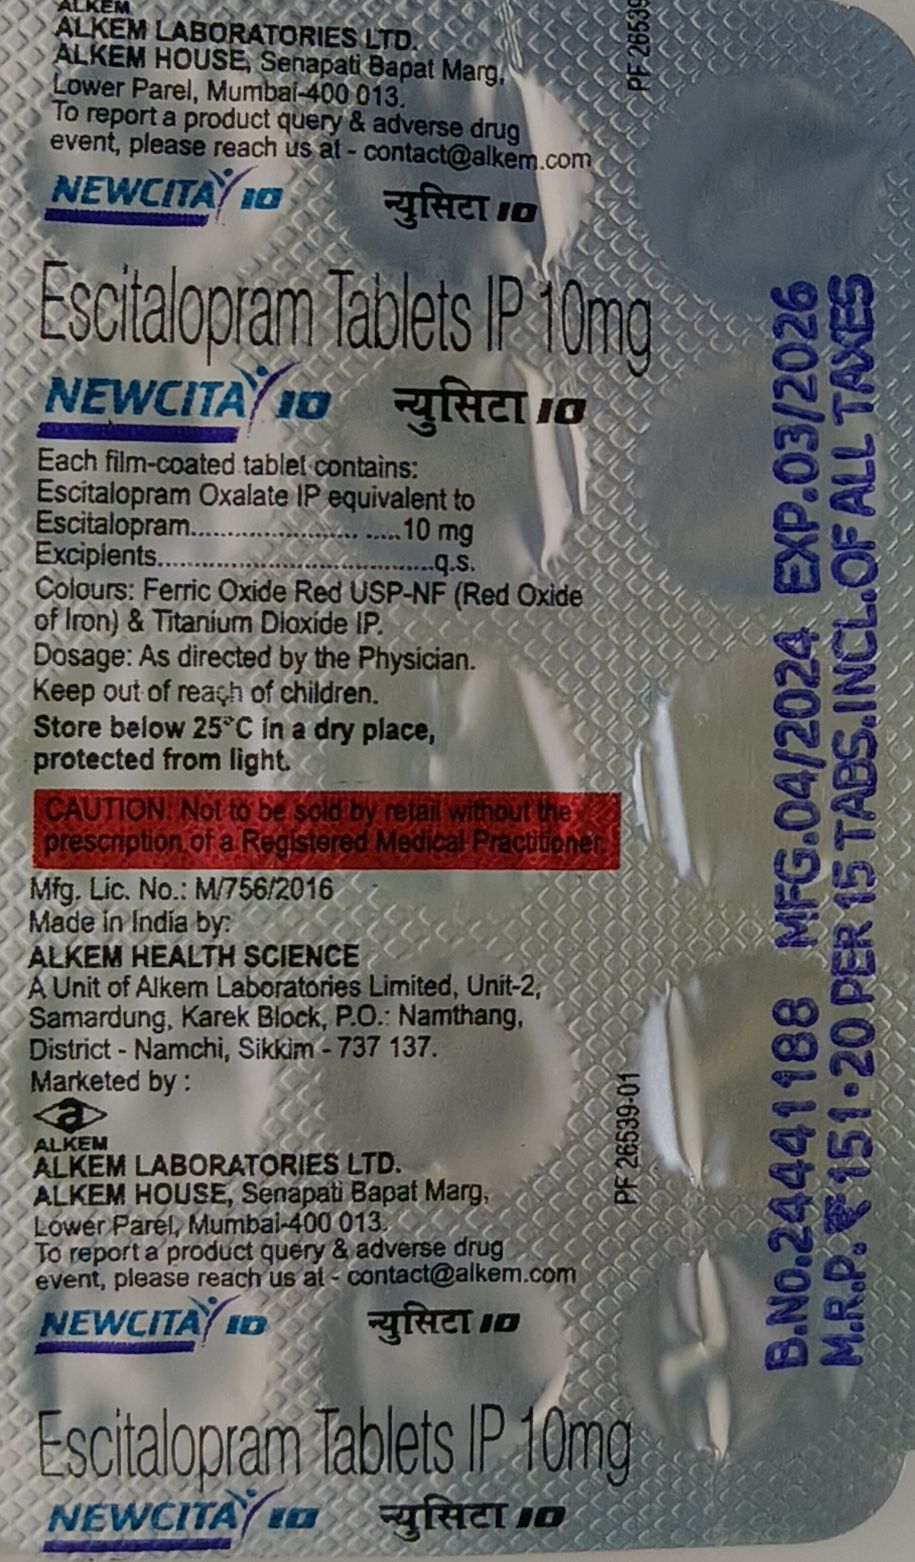 ALKEM
ALKEM LABORATORIES LTD.
ALKEM HOUSE, Senapati Bapat Marg,
Lower Parel, Mumbai-400 013.
To report a product query & adverse drug
event, please reach us at - contact@alkem.com
NEWCITA 10 न्युसिटा 10
Escitalopram Tablets IP 10mg
NEWCITA 10 न्युसिटा 10
Each film-coated tablet contains:
Escitalopram Oxalate IP equivalent to
Escitalopram..............................10 mg
Excipients......................................q.s.
Colours: Ferric Oxide Red USP-NF (Red Oxide
of Iron) & Titanium Dioxide IP.
Dosage: As directed by the Physician.
Keep out of reach of children.
Store below 25°C in a dry place,
protected from light.
CAUTION: Not to be sold by retail without the
prescription of a Registered Medical Practitioner.
Mfg. Lic. No.: M/756/2016
Made in India by:
ALKEM HEALTH SCIENCE
A Unit of Alkem Laboratories Limited, Unit-2,
Samardung, Karek Block, P.O.: Namthang,
District - Namchi, Sikkim - 737 137.
Marketed by :
a
ALKEM
ALKEM LABORATORIES LTD.
ALKEM HOUSE, Senapati Bapat Marg,
Lower Parel, Mumbai-400 013.
To report a product query & adverse drug
event, please reach us at - contact@alkem.com
NEWCITA 10 न्युसिटा 10
Escitalopram Tablets IP 10mg
NEWCITA 10 न्युसिटा 10
PF 26539
PF 26539-01
B.No.24441188 MFG.04/2024 EXP.03/2026
M.R.P.₹151.20 PER 15 TABS.INCL.OF ALL TAXES